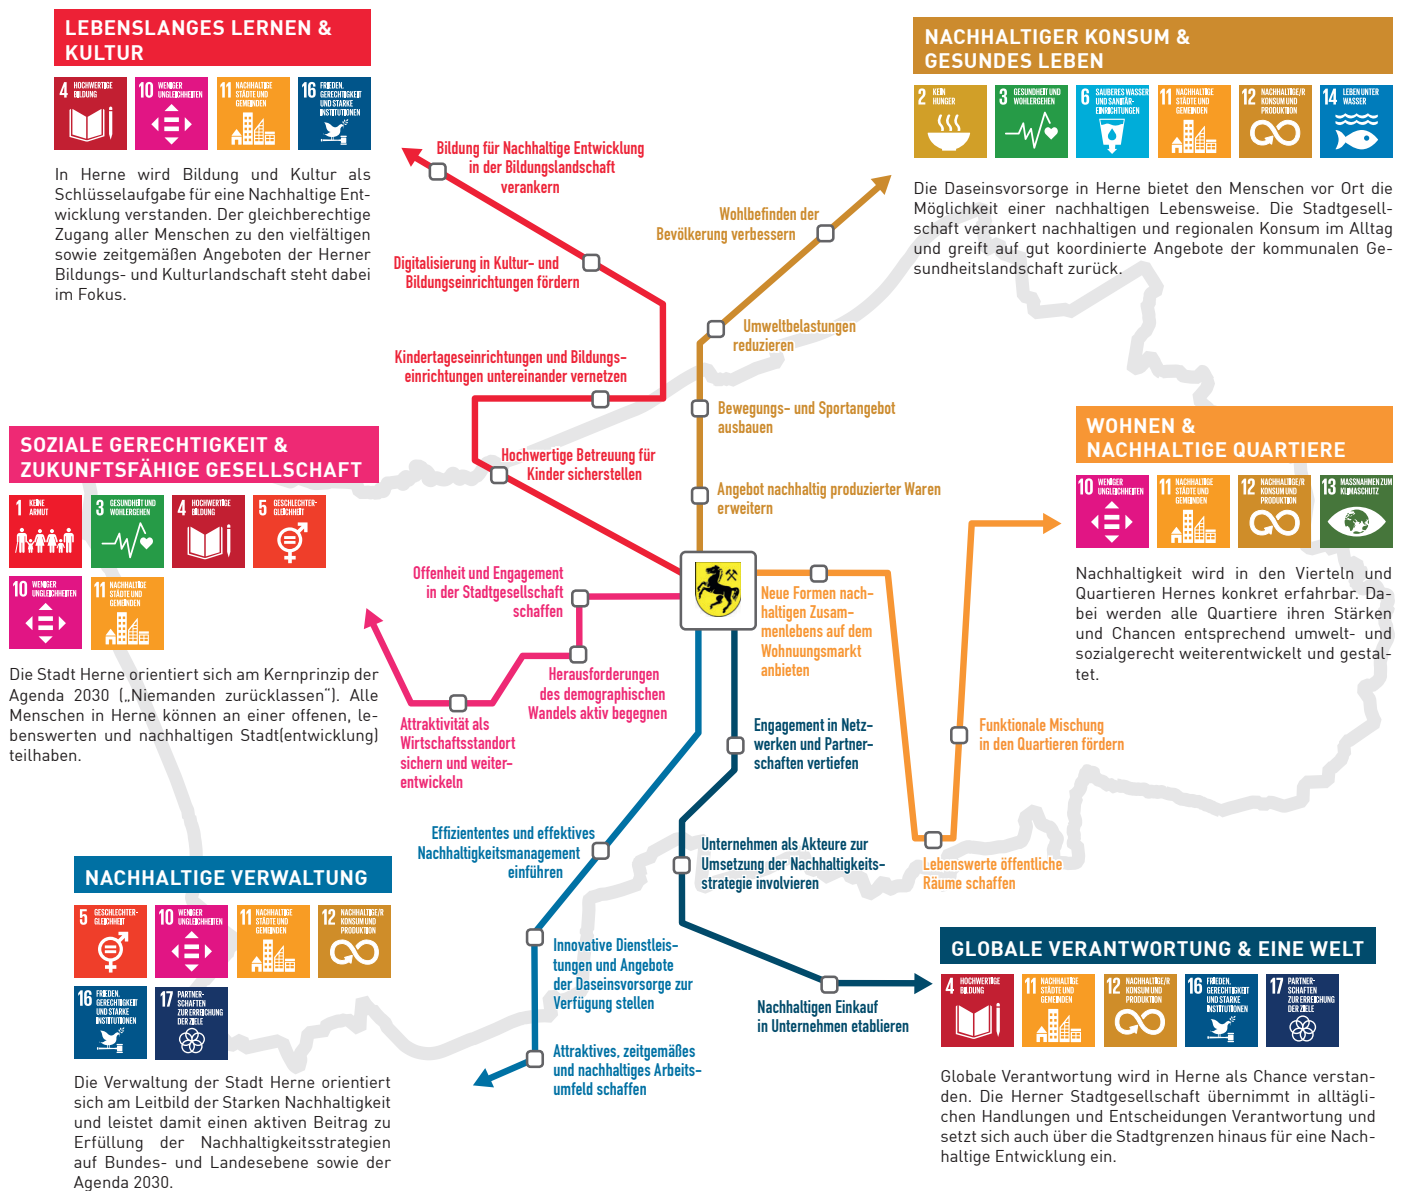 LEBENSLANGES LERNEN &
KULTUR
4 HOCHWERTIGE
BILDUNG
10 WENIGER
UNGLEICHHEITEN
11 NACHHALTIGE
STÄDTE UND
GEMEINDEN
16 FRIEDEN,
GERECHTIGKEIT
UND STARKE
INSTITUTIONEN
In Herne wird Bildung und Kultur als
Schlüsselaufgabe für eine Nachhaltige Ent-
wicklung verstanden. Der gleichberechtige
Zugang aller Menschen zu den vielfältigen
sowie zeitgemäßen Angeboten der Herner
Bildungs- und Kulturlandschaft steht dabei
im Fokus.
NACHHALTIGER KONSUM &
GESUNDES LEBEN
2 KEIN
HUNGER
3 GESUNDHEIT UND
WOHLERGEHEN
6 SAUBERES WASSER
UND SANITÄR-
EINRICHTUNGEN
11 NACHHALTIGE
STÄDTE UND
GEMEINDEN
12 NACHHALTIGE/R
KONSUM UND
PRODUKTION
14 LEBEN UNTER
WASSER
Die Daseinsvorsorge in Herne bietet den Menschen vor Ort die
Möglichkeit einer nachhaltigen Lebensweise. Die Stadtgesell-
schaft verankert nachhaltigen und regionalen Konsum im Alltag
und greift auf gut koordinierte Angebote der kommunalen Ge-
sundheitslandschaft zurück.
Bildung für Nachhaltige Entwicklung
in der Bildungslandschaft
verankern
Digitalisierung in Kultur- und
Bildungseinrichtungen fördern
Kindertageseinrichtungen und Bildungs-
einrichtungen untereinander vernetzen
Hochwertige Betreuung für
Kinder sicherstellen
Wohlbefinden der
Bevölkerung verbessern
Umweltbelastungen
reduzieren
Bewegungs- und Sportangebot
ausbauen
Angebot nachhaltig produzierter Waren
erweitern
SOZIALE GERECHTIGKEIT &
ZUKUNFTSFÄHIGE GESELLSCHAFT
1 KEINE
ARMUT
3 GESUNDHEIT UND
WOHLERGEHEN
4 HOCHWERTIGE
BILDUNG
5 GESCHLECHTER-
GLEICHHEIT
10 WENIGER
UNGLEICHHEITEN
11 NACHHALTIGE
STÄDTE UND
GEMEINDEN
Die Stadt Herne orientiert sich am Kernprinzip der
Agenda 2030 („Niemanden zurücklassen“). Alle
Menschen in Herne können an einer offenen, le-
benswerten und nachhaltigen Stadt(entwicklung)
teilhaben.
Offenheit und Engagement
in der Stadtgesellschaft
schaffen
Herausforderungen
des demographischen
Wandels aktiv begegnen
Attraktivität als
Wirtschaftsstandort
sichern und weiter-
entwickeln
WOHNEN &
NACHHALTIGE QUARTIERE
10 WENIGER
UNGLEICHHEITEN
11 NACHHALTIGE
STÄDTE UND
GEMEINDEN
12 NACHHALTIGE/R
KONSUM UND
PRODUKTION
13 MASSNAHMEN ZUM
KLIMASCHUTZ
Nachhaltigkeit wird in den Vierteln und
Quartieren Hernes konkret erfahrbar. Da-
bei werden alle Quartiere ihren Stärken
und Chancen entsprechend umwelt- und
sozialgerecht weiterentwickelt und gestal-
tet.
Neue Formen nach-
haltigen Zusam-
menlebens auf dem
Wohnuungsmarkt
anbieten
Funktionale Mischung
in den Quartieren fördern
Lebenswerte öffentliche
Räume schaffen
Engagement in Netz-
werken und Partner-
schaften vertiefen
Unternehmen als Akteure zur
Umsetzung der Nachhaltigkeits-
strategie involvieren
Nachhaltigen Einkauf
in Unternehmen etablieren
Effiziententes und effektives
Nachhaltigkeitsmanagement
einführen
Innovative Dienstleis-
tungen und Angebote
der Daseinsvorsorge zur
Verfügung stellen
Attraktives, zeitgemäßes
und nachhaltiges Arbeits-
umfeld schaffen
NACHHALTIGE VERWALTUNG
5 GESCHLECHTER-
GLEICHHEIT
10 WENIGER
UNGLEICHHEITEN
11 NACHHALTIGE
STÄDTE UND
GEMEINDEN
12 NACHHALTIGE/R
KONSUM UND
PRODUKTION
16 FRIEDEN,
GERECHTIGKEIT
UND STARKE
INSTITUTIONEN
17 PARTNER-
SCHAFTEN
ZUR ERREICHUNG
DER ZIELE
Die Verwaltung der Stadt Herne orientiert
sich am Leitbild der Starken Nachhaltigkeit
und leistet damit einen aktiven Beitrag zu
Erfüllung der Nachhaltigkeitsstrategien
auf Bundes- und Landesebene sowie der
Agenda 2030.
GLOBALE VERANTWORTUNG & EINE WELT
4 HOCHWERTIGE
BILDUNG
11 NACHHALTIGE
STÄDTE UND
GEMEINDEN
12 NACHHALTIGE/R
KONSUM UND
PRODUKTION
16 FRIEDEN,
GERECHTIGKEIT
UND STARKE
INSTITUTIONEN
17 PARTNER-
SCHAFTEN
ZUR ERREICHUNG
DER ZIELE
Globale Verantwortung wird in Herne als Chance verstan-
den. Die Herner Stadtgesellschaft übernimmt in alltägli-
chen Handlungen und Entscheidungen Verantwortung und
setzt sich auch über die Stadtgrenzen hinaus für eine Nach-
haltige Entwicklung ein.